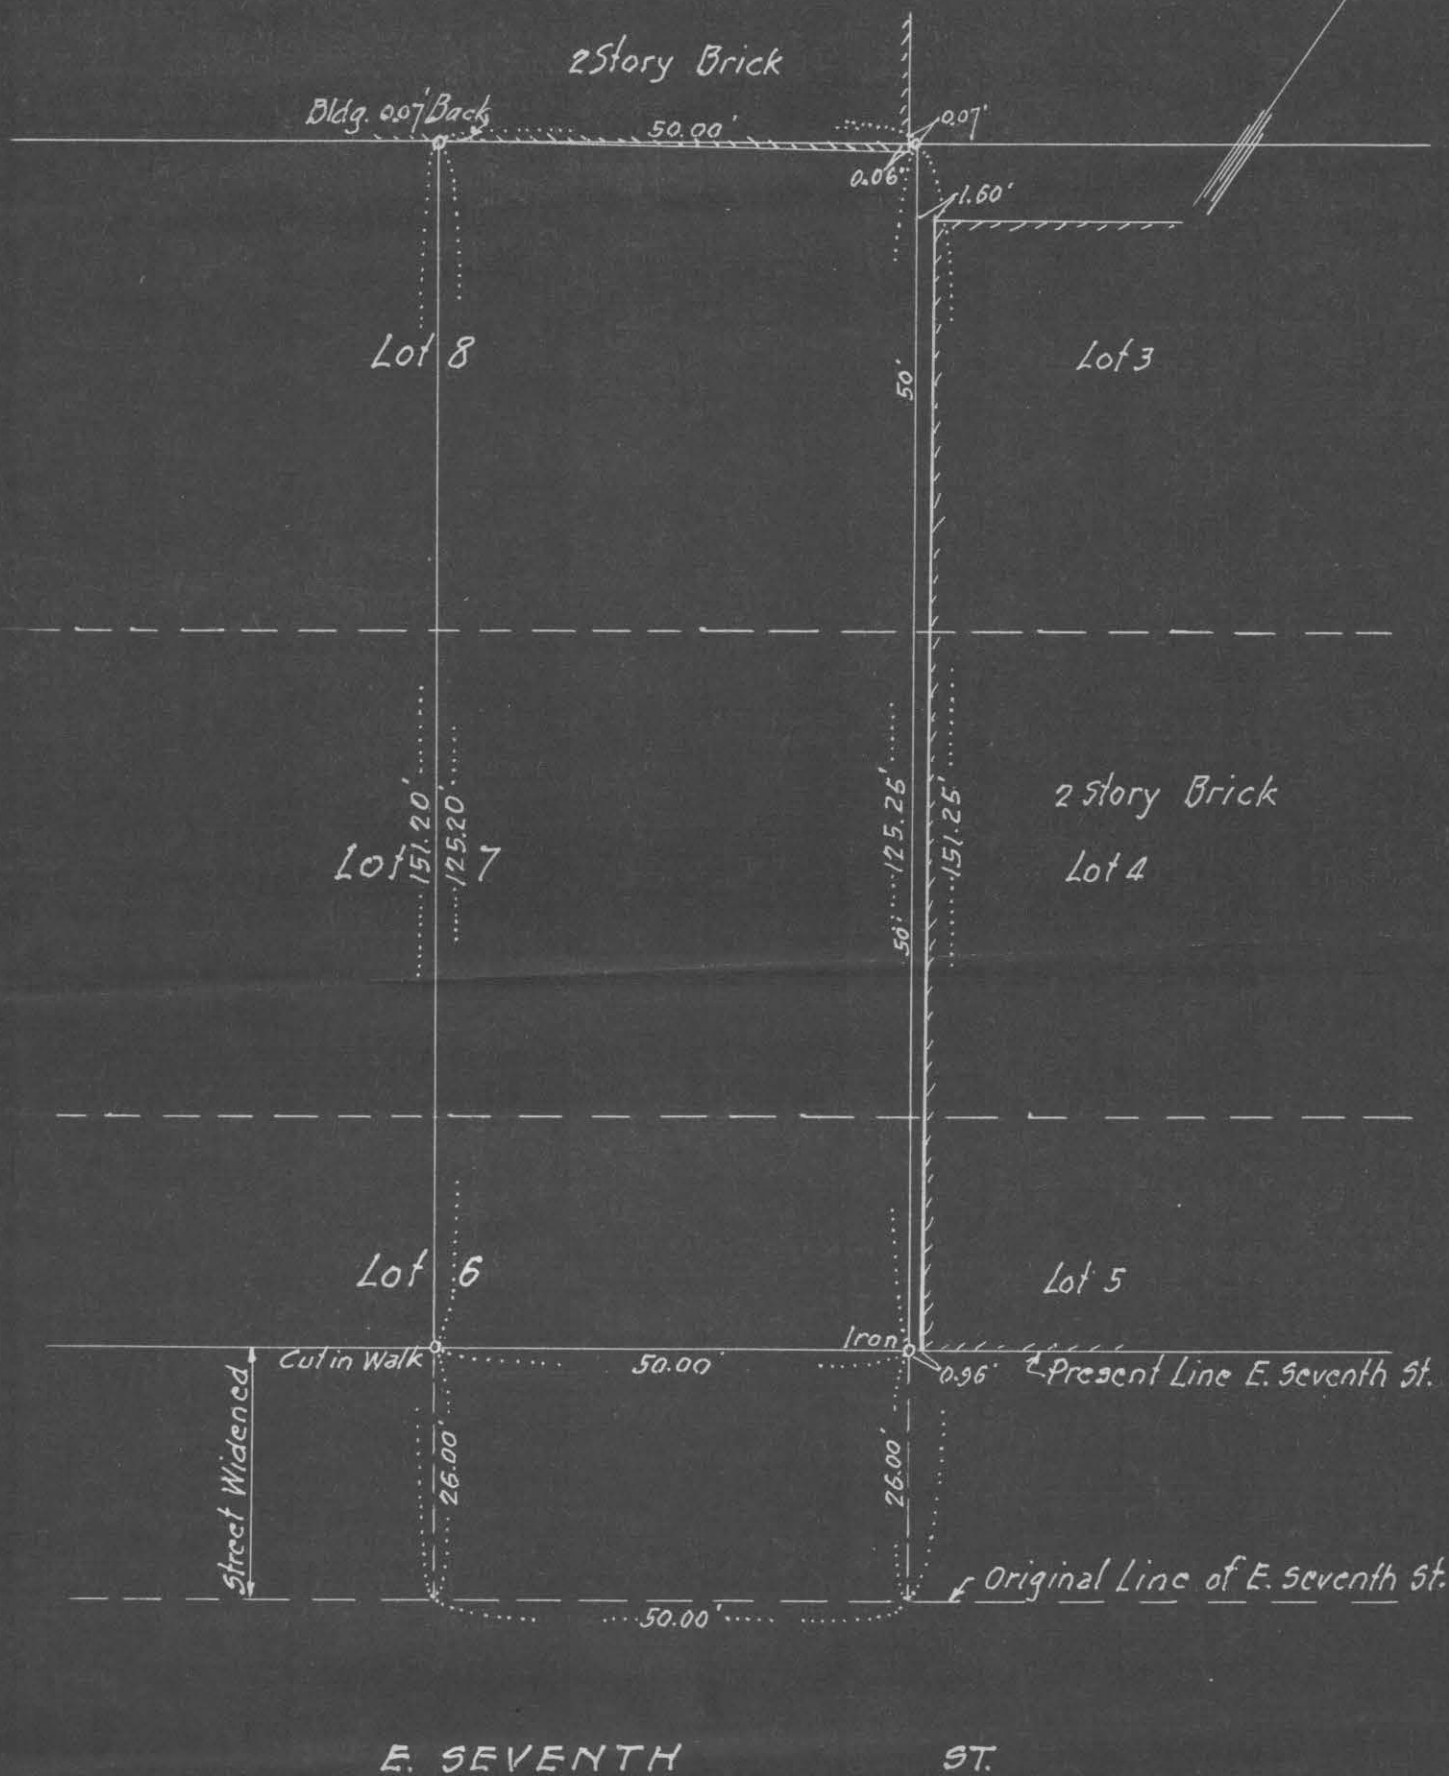 2 Story Brick
Bldg. 0.07' Back
50.00'
0.07'
0.06'
1.60'
Lot 8
50'
Lot 3
151.20'
125.20'
125.25'
151.25'
2 Story Brick
Lot 7
50'
Lot 4
Lot 6
Lot 5
Cut in Walk
50.00
Iron
0.96'
Present Line E. Seventh St.
Street Widened
26.00'
26.00'
Original Line of E. Seventh St.
50.00'
E. SEVENTH ST.